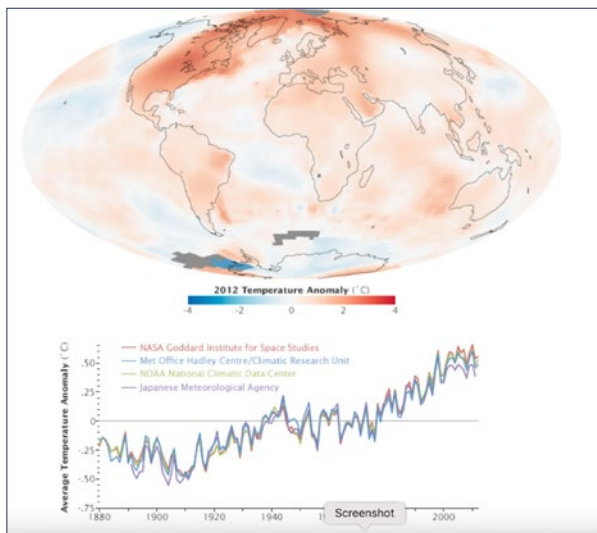 2012 Temperature Anomaly (°C)
-4 -2 0 2 4
Average Temperature Anomaly (°C)
NASA Goddard Institute for Space Studies
Met Office Hadley Centre/Climatic Research Unit
NOAA National Climatic Data Center
Japanese Meteorological Agency
.50
.25
0
-.25
-.50
-.75
1880 1900 1920 1940 2000
Screenshot